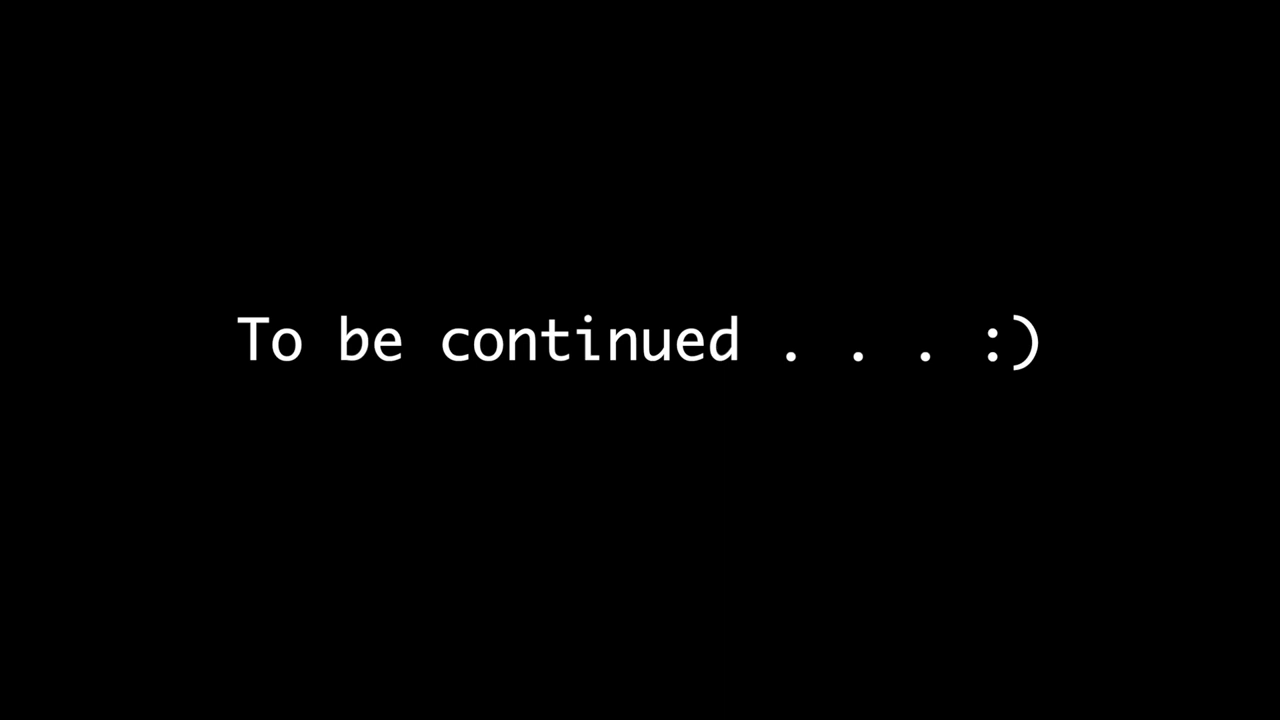 To be continued . . . :)